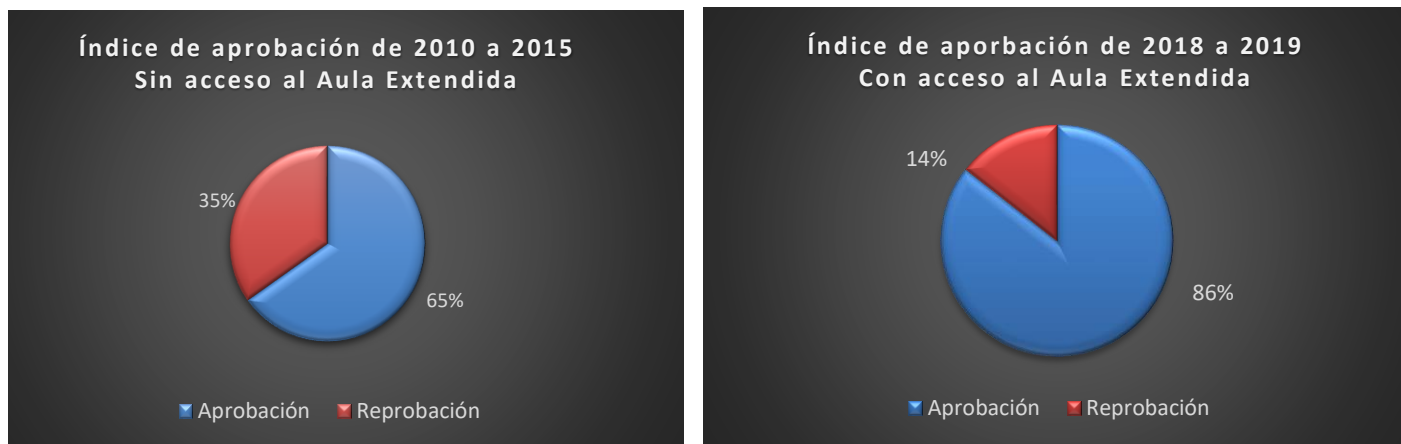 Índice de aprobación de 2010 a 2015
Sin acceso al Aula Extendida
35%
65%
Aprobación Reprobación
Índice de aporbación de 2018 a 2019
Con acceso al Aula Extendida
14%
86%
Aprobación Reprobación